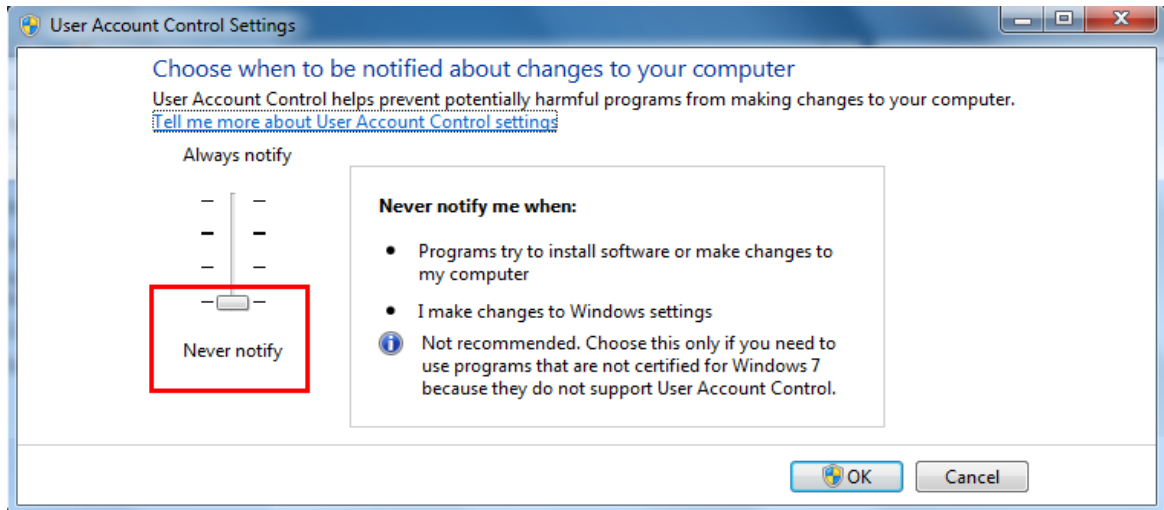 User Account Control Settings
Choose when to be notified about changes to your computer
User Account Control helps prevent potentially harmful programs from making changes to your computer.
Tell me more about User Account Control settings
Always notify
Never notify me when:
Programs try to install software or make changes to
my computer
I make changes to Windows settings
Never notify
Not recommended. Choose this only if you need to
use programs that are not certified for Windows 7
because they do not support User Account Control.
OK
Cancel